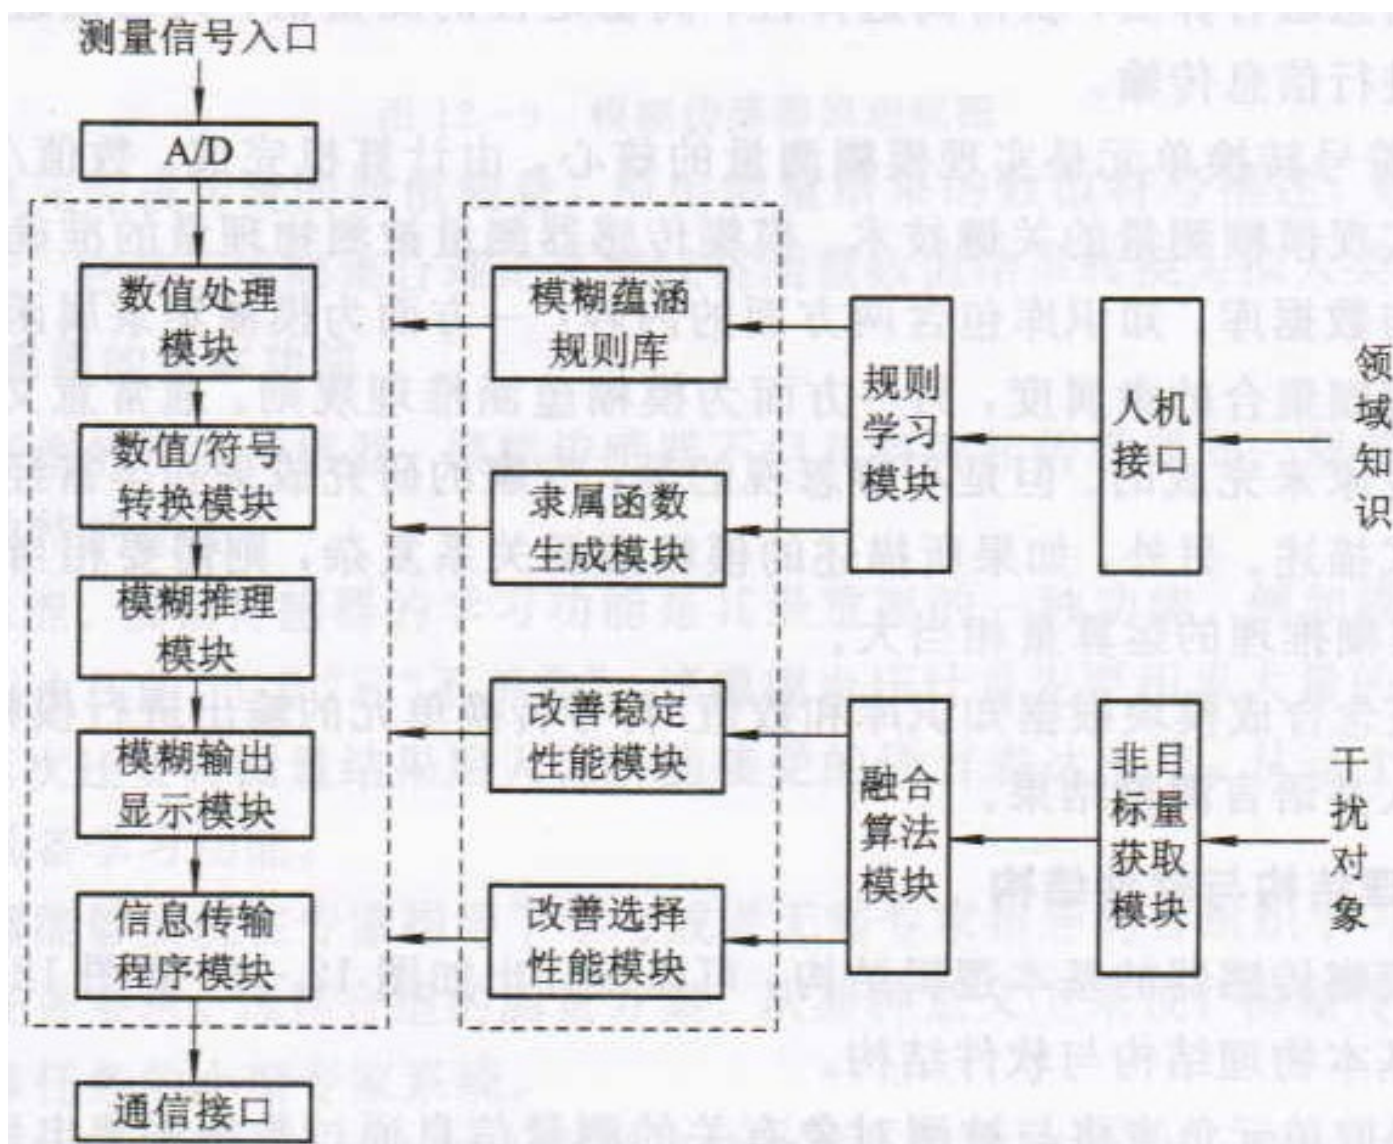 测量信号入口
A/D
数值处理
模块
数值/符号
转换模块
模糊推理
模块
模糊输出
显示模块
信息传输
程序模块
通信接口
模糊蕴涵
规则库
隶属函数
生成模块
改善稳定
性能模块
改善选择
性能模块
规则
学习
模块
融合
算法
模块
人机
接口
非目
标量
获取
模块
领
域
知
识
干
扰
对
象